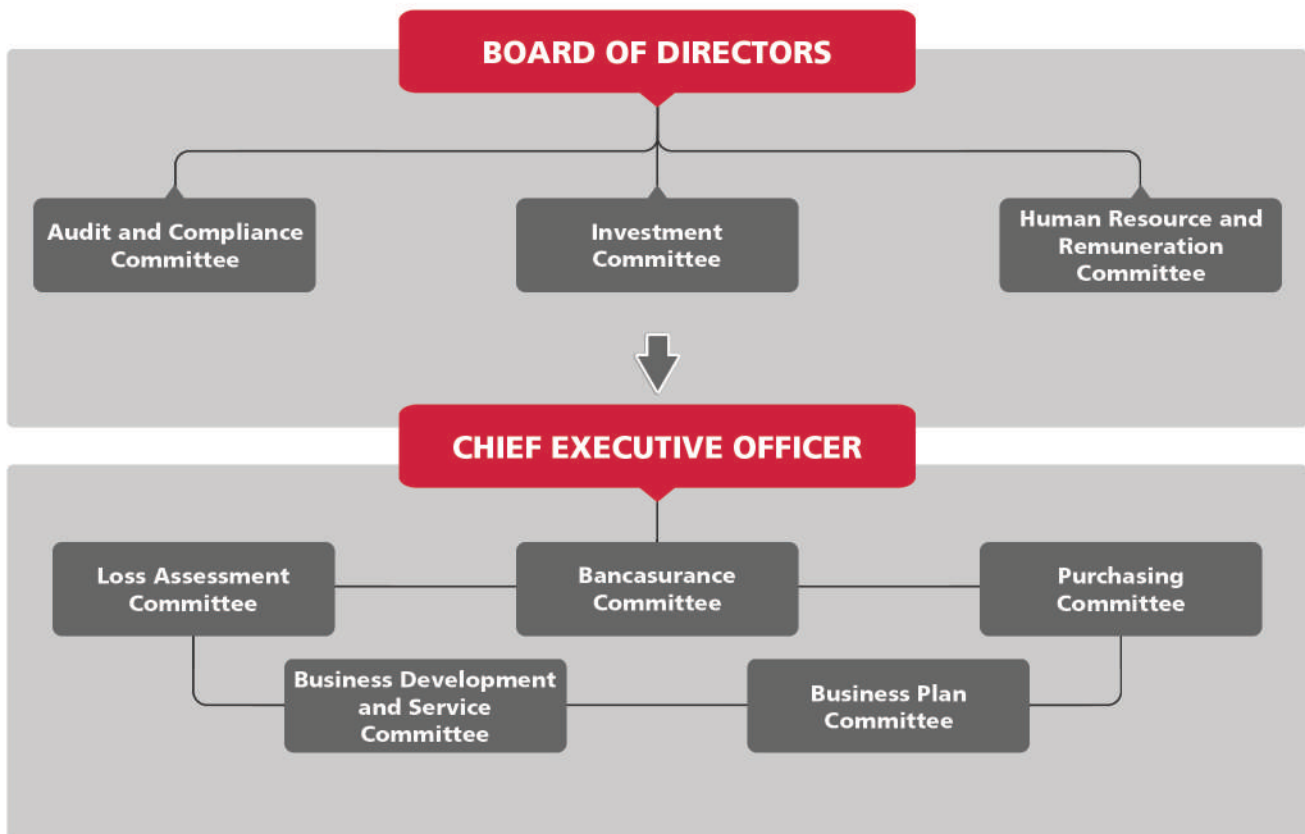 BOARD OF DIRECTORS
Audit and Compliance
Committee
Investment
Committee
Human Resource and
Remuneration
Committee
CHIEF EXECUTIVE OFFICER
Loss Assessment
Committee
Bancasurance
Committee
Purchasing
Committee
Business Development
and Service
Committee
Business Plan
Committee